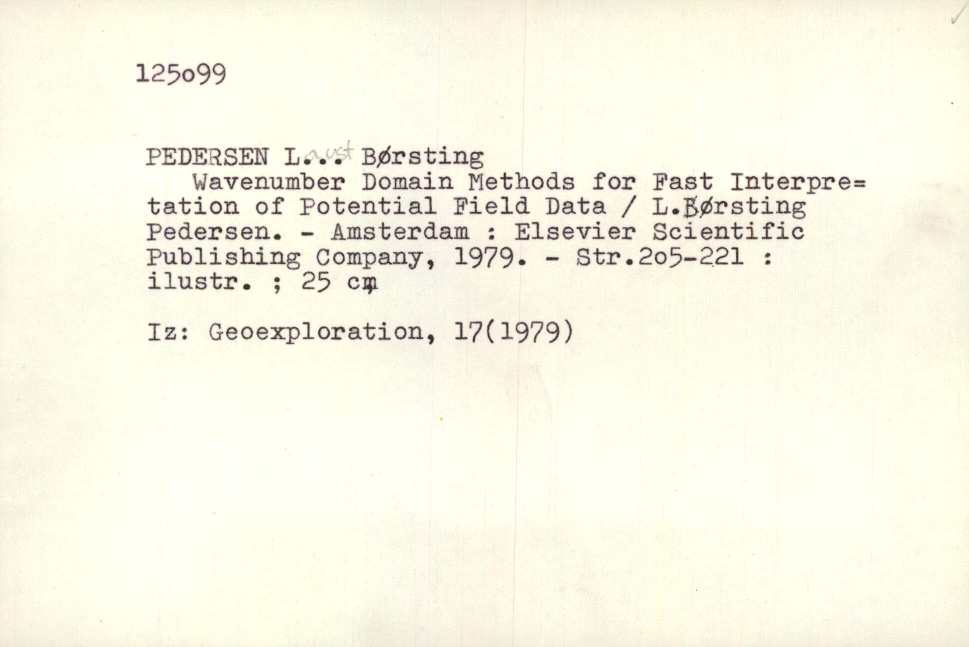 125o99
PEDERSEN L... Børsting
Wavenumber Domain Methods for Fast Interpre=
tation of Potential Field Data / L.Børsting
Pedersen. - Amsterdam : Elsevier Scientific
Publishing Company, 1979. - Str.2o5-221 :
ilustr. ; 25 cm
Iz: Geoexploration, 17(1979)